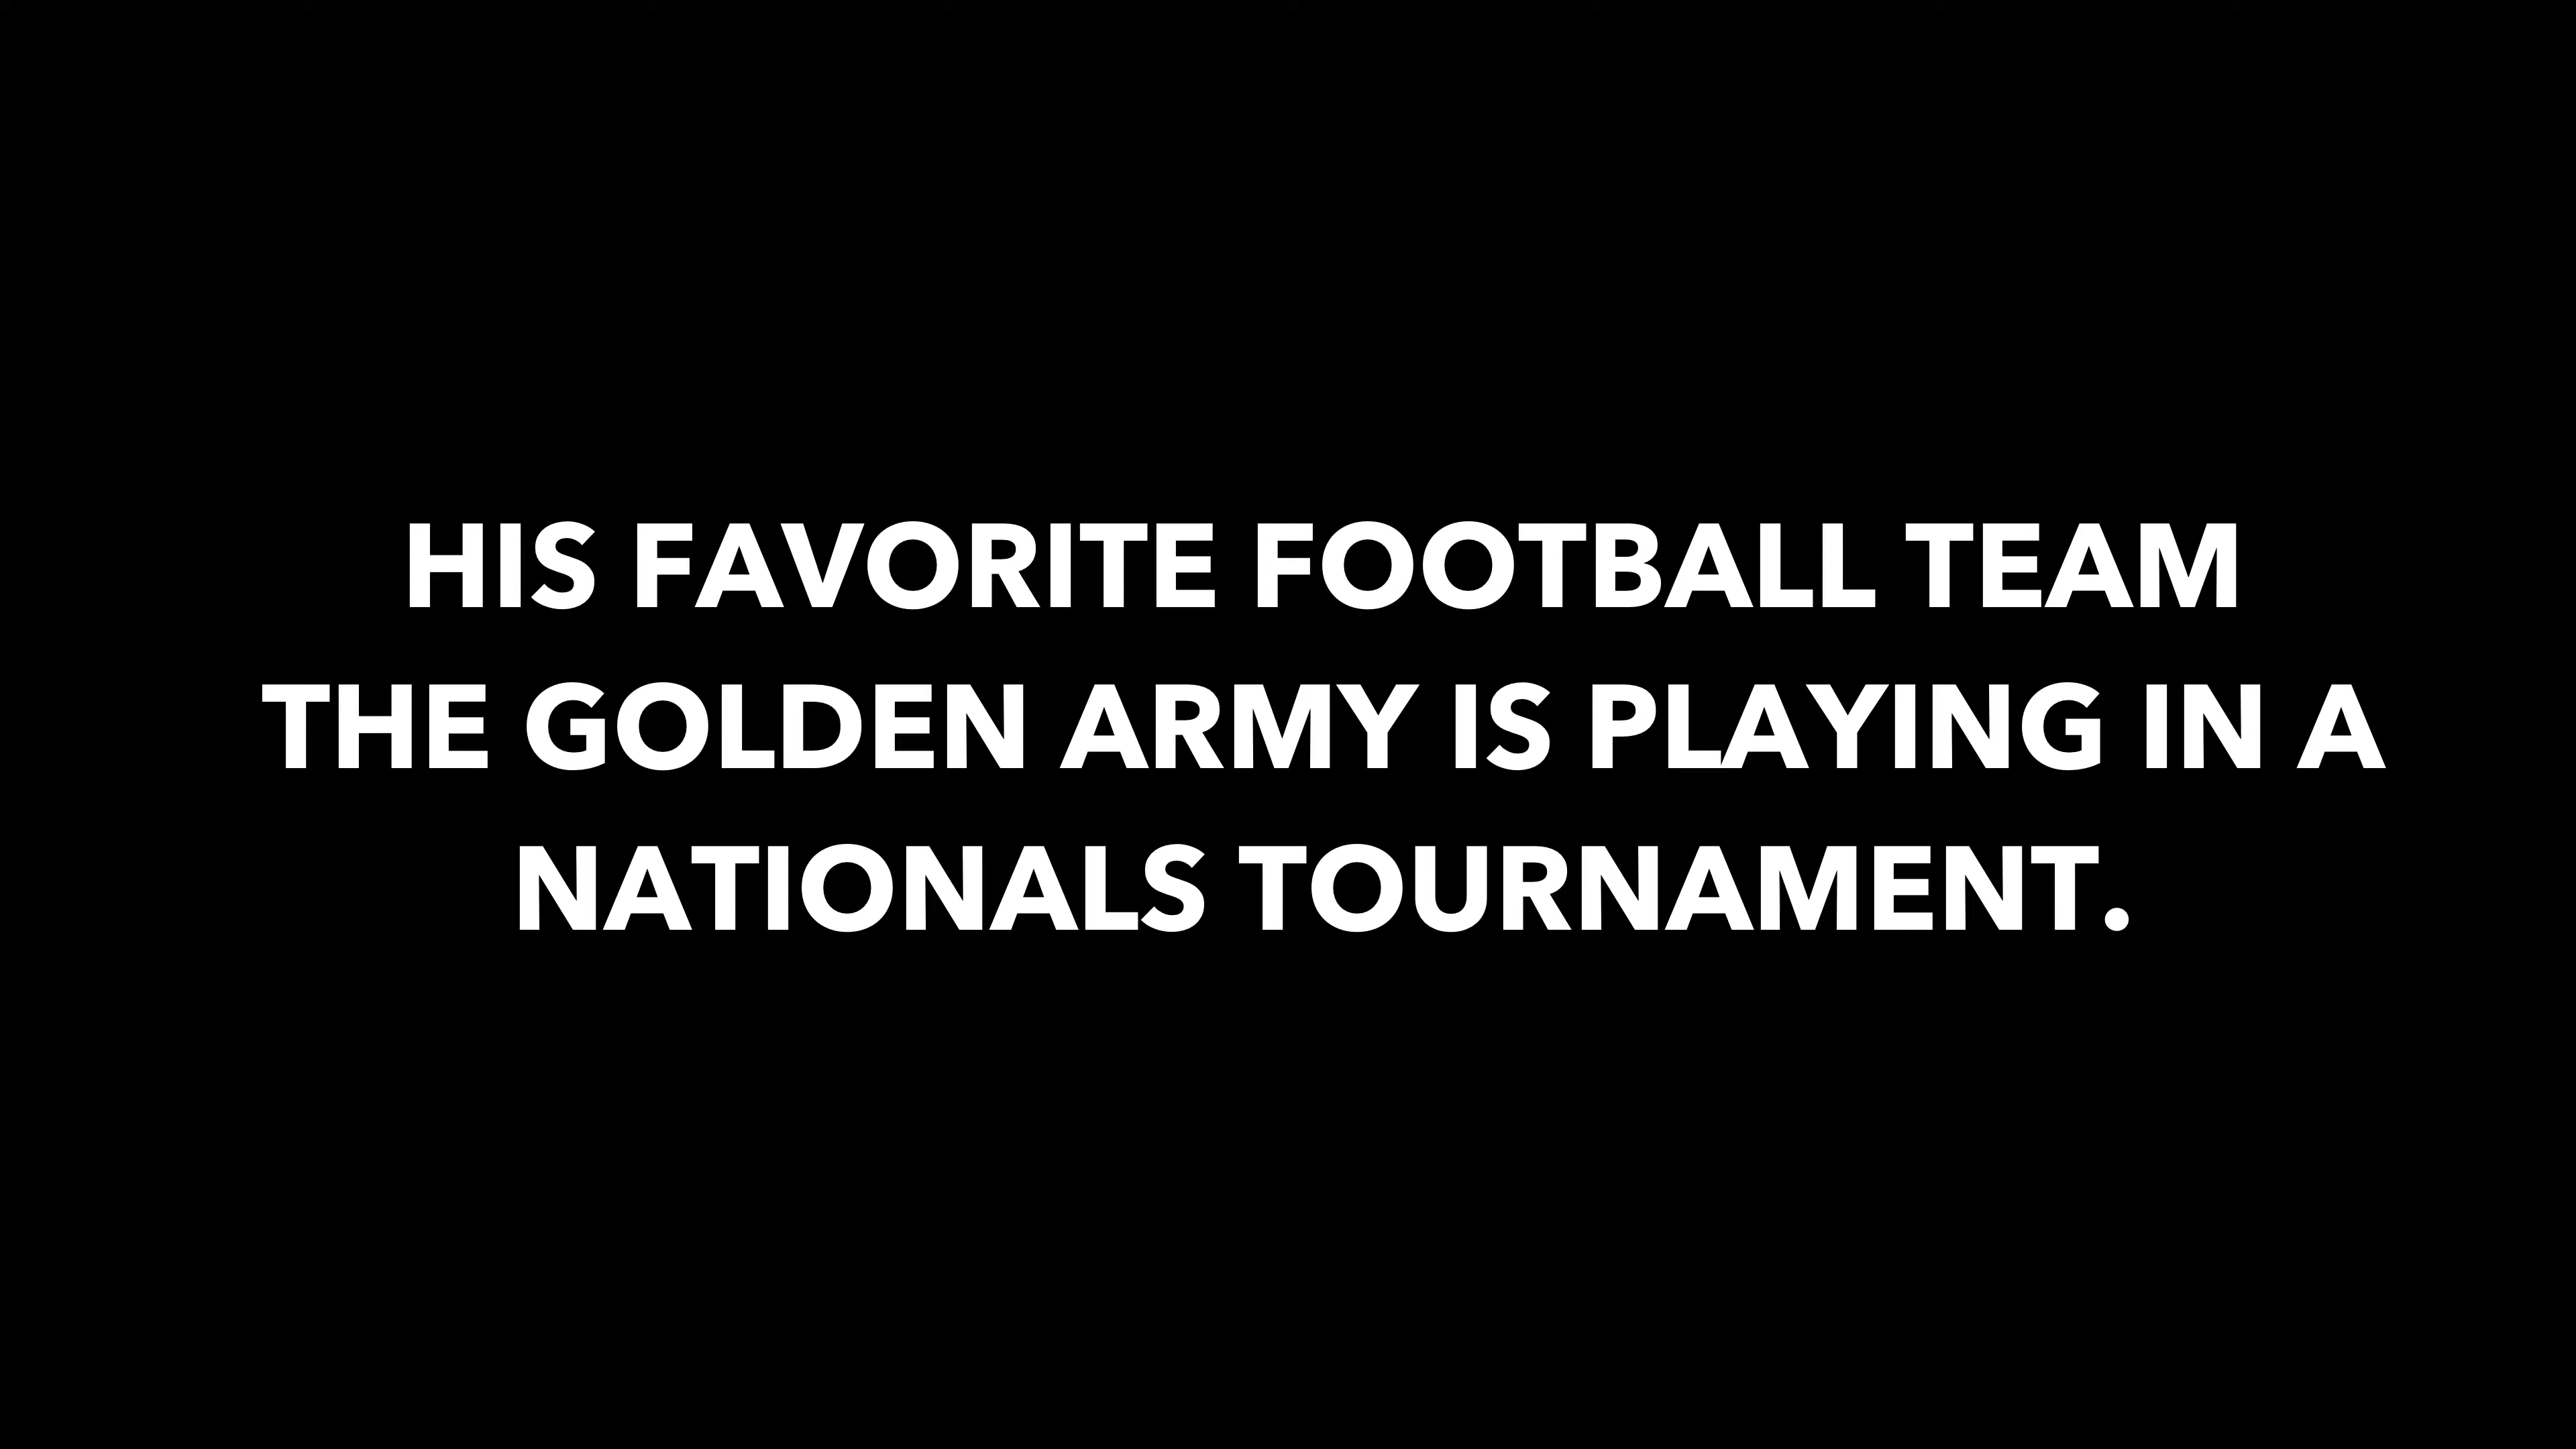 HIS FAVORITE FOOTBALL TEAM
THE GOLDEN ARMY IS PLAYING IN A
NATIONALS TOURNAMENT.